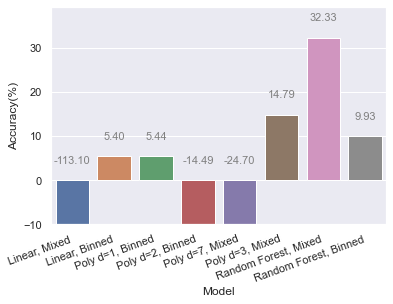 32.33
30
Accuracy(%)
20
14.79
9.93
10
5.40
5.44
-113.10
-14.49
-24.70
0
-10
Linear, Mixed
Linear, Binned
Poly d=1, Binned
Poly d=2, Binned
Poly d=7, Mixed
Poly d=3, Mixed
Random Forest, Mixed
Random Forest, Binned
Model